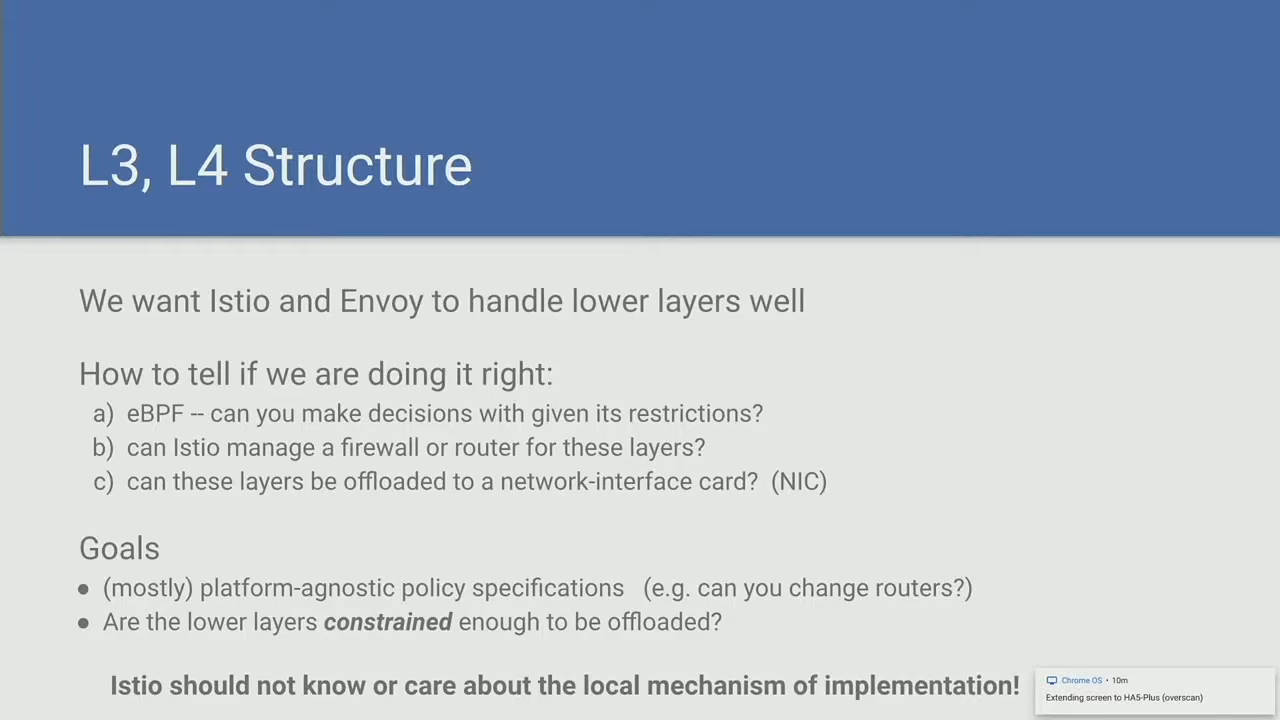 L3, L4 Structure
We want Istio and Envoy to handle lower layers well
How to tell if we are doing it right:
a) eBPF -- can you make decisions with given its restrictions?
b) can Istio manage a firewall or router for these layers?
c) can these layers be offloaded to a network-interface card? (NIC)
Goals
● (mostly) platform-agnostic policy specifications (e.g. can you change routers?)
● Are the lower layers constrained enough to be offloaded?
Istio should not know or care about the local mechanism of implementation!
Chrome OS • 10m
Extending screen to HA5-Plus (overscan)